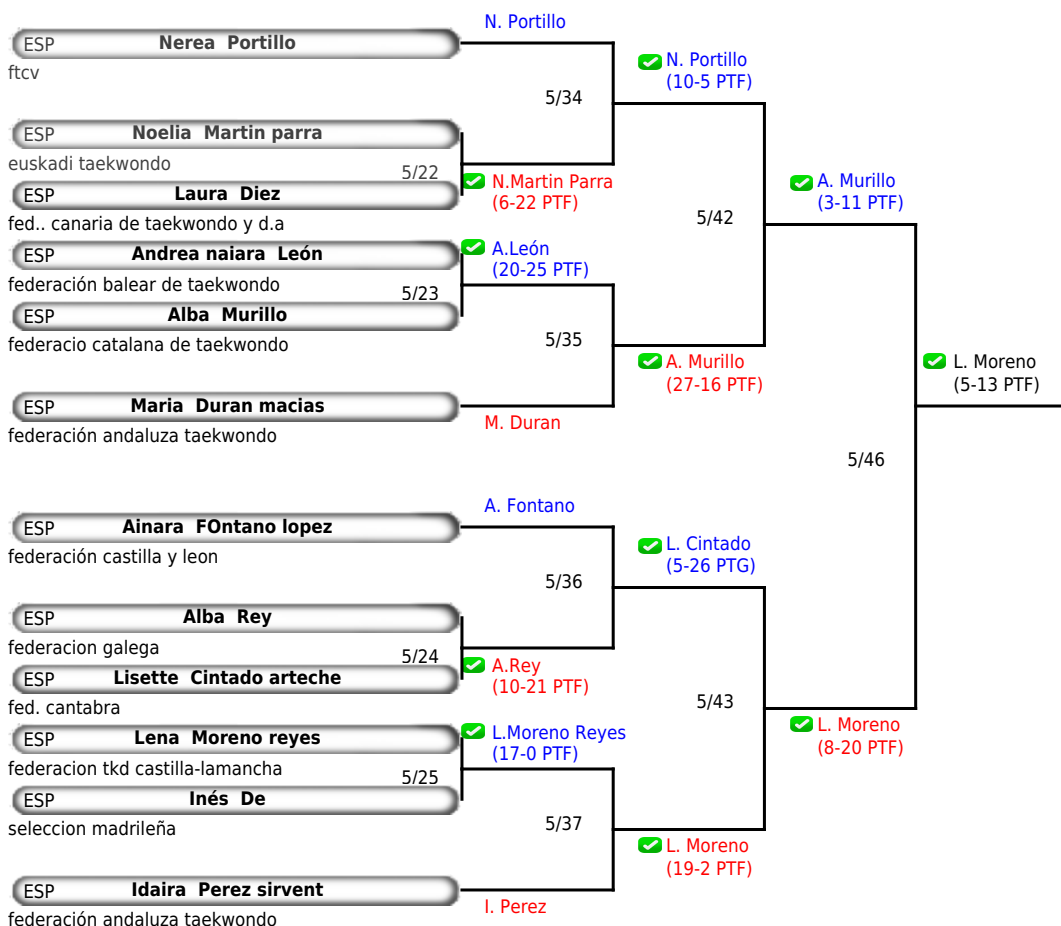 N. Portillo
ESP Nerea Portillo
ftcv
N. Portillo
(10-5 PTF)
5/34
ESP Noelia Martin parra
euskadi taekwondo
5/22
N.Martin Parra
(6-22 PTF)
ESP Laura Diez
fed.. canaria de taekwondo y d.a
A. Murillo
(3-11 PTF)
5/42
ESP Andrea naiara León
federación balear de taekwondo
A.León
(20-25 PTF)
5/23
ESP Alba Murillo
federacio catalana de taekwondo
5/35
A. Murillo
(27-16 PTF)
L. Moreno
(5-13 PTF)
ESP Maria Duran macias
federación andaluza taekwondo
M. Duran
5/46
A. Fontano
ESP Ainara FOntano lopez
federación castilla y leon
L. Cintado
(5-26 PTG)
5/36
ESP Alba Rey
federacion galega
5/24
A.Rey
(10-21 PTF)
ESP Lisette Cintado arteche
fed. cantabra
5/43
L. Moreno
(8-20 PTF)
ESP Lena Moreno reyes
federacion tkd castilla-lamancha
L.Moreno Reyes
(17-0 PTF)
5/25
ESP Inés De
seleccion madrileña
5/37
L. Moreno
(19-2 PTF)
ESP Idaira Perez sirvent
federación andaluza taekwondo
I. Perez